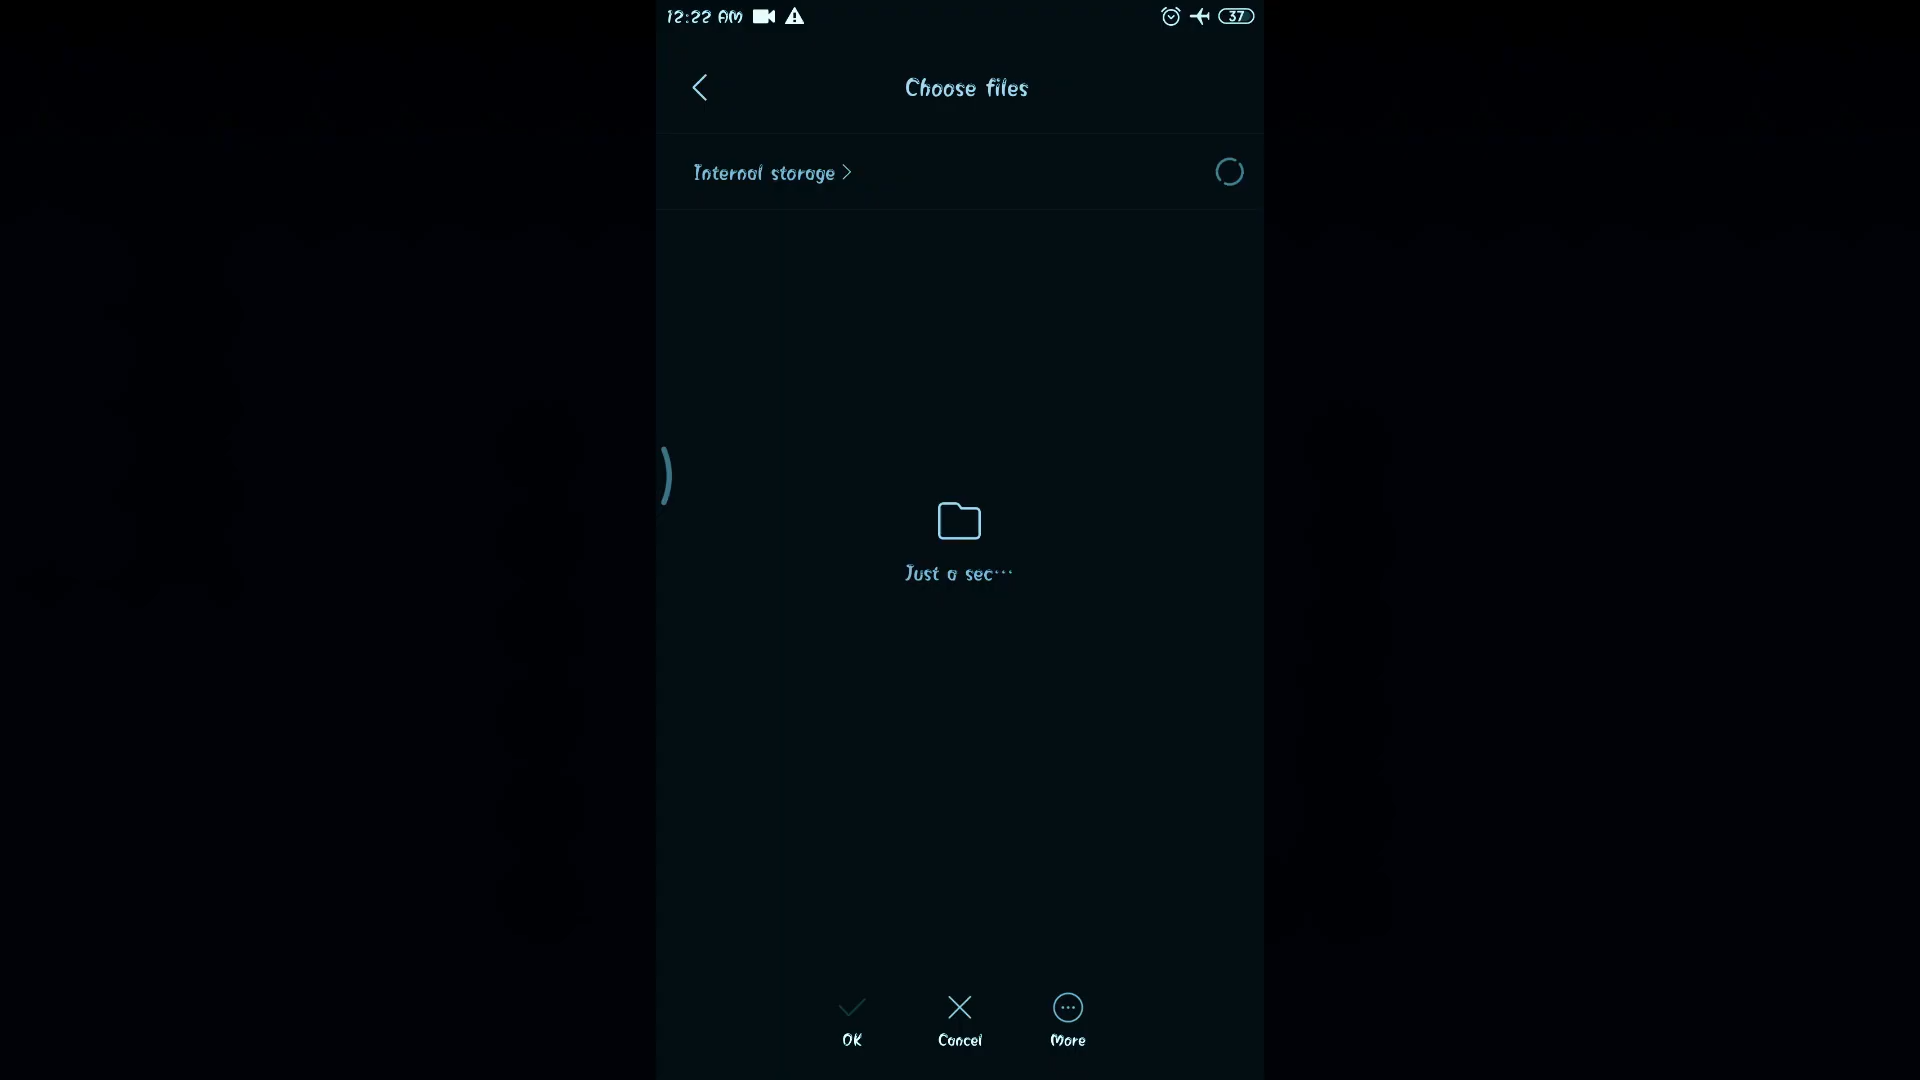 12:22 AM
37
Choose files
Internal storage
Just a sec...
OK
Cancel
More